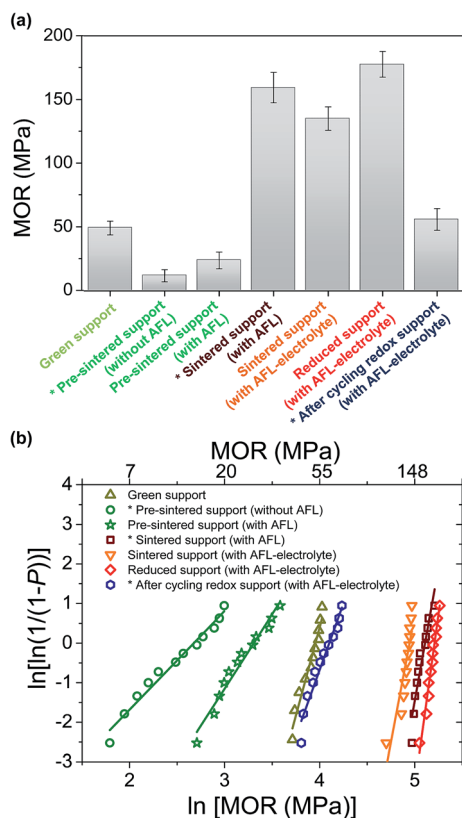 (a)
200
150
100
50
0
MOR (MPa)
Green support
* Pre-sintered support
(without AFL)
Pre-sintered support
(with AFL)
* Sintered support
(with AFL)
Sintered support
(with AFL-electrolyte)
Reduced support
(with AFL-electrolyte)
* After cycling redox support
(with AFL-electrolyte)
(b)
MOR (MPa)
7 20 55 148
Green support
* Pre-sintered support (without AFL)
Pre-sintered support (with AFL)
* Sintered support (with AFL)
Sintered support (with AFL-electrolyte)
Reduced support (with AFL-electrolyte)
* After cycling redox support (with AFL-electrolyte)
4
3
2
1
0
-1
-2
-3
ln[ln(1/(1-P))]
2 3 4 5
ln [MOR (MPa)]